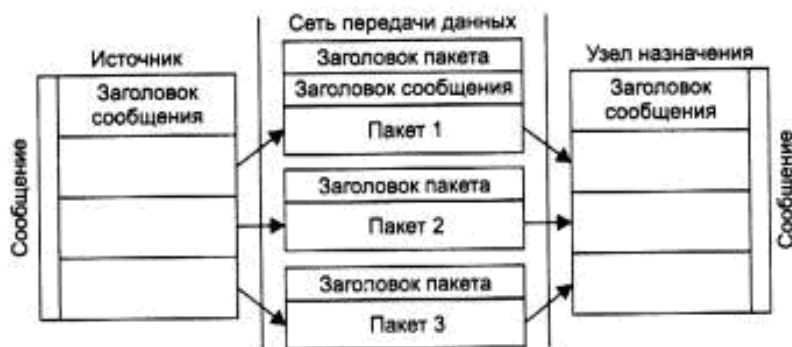 Сеть передачи данных
Источник
Узел назначения
Сообщение
Заголовок
сообщения
Заголовок пакета
Заголовок сообщения
Пакет 1
Заголовок пакета
Пакет 2
Заголовок пакета
Пакет 3
Заголовок
сообщения
Сообщение